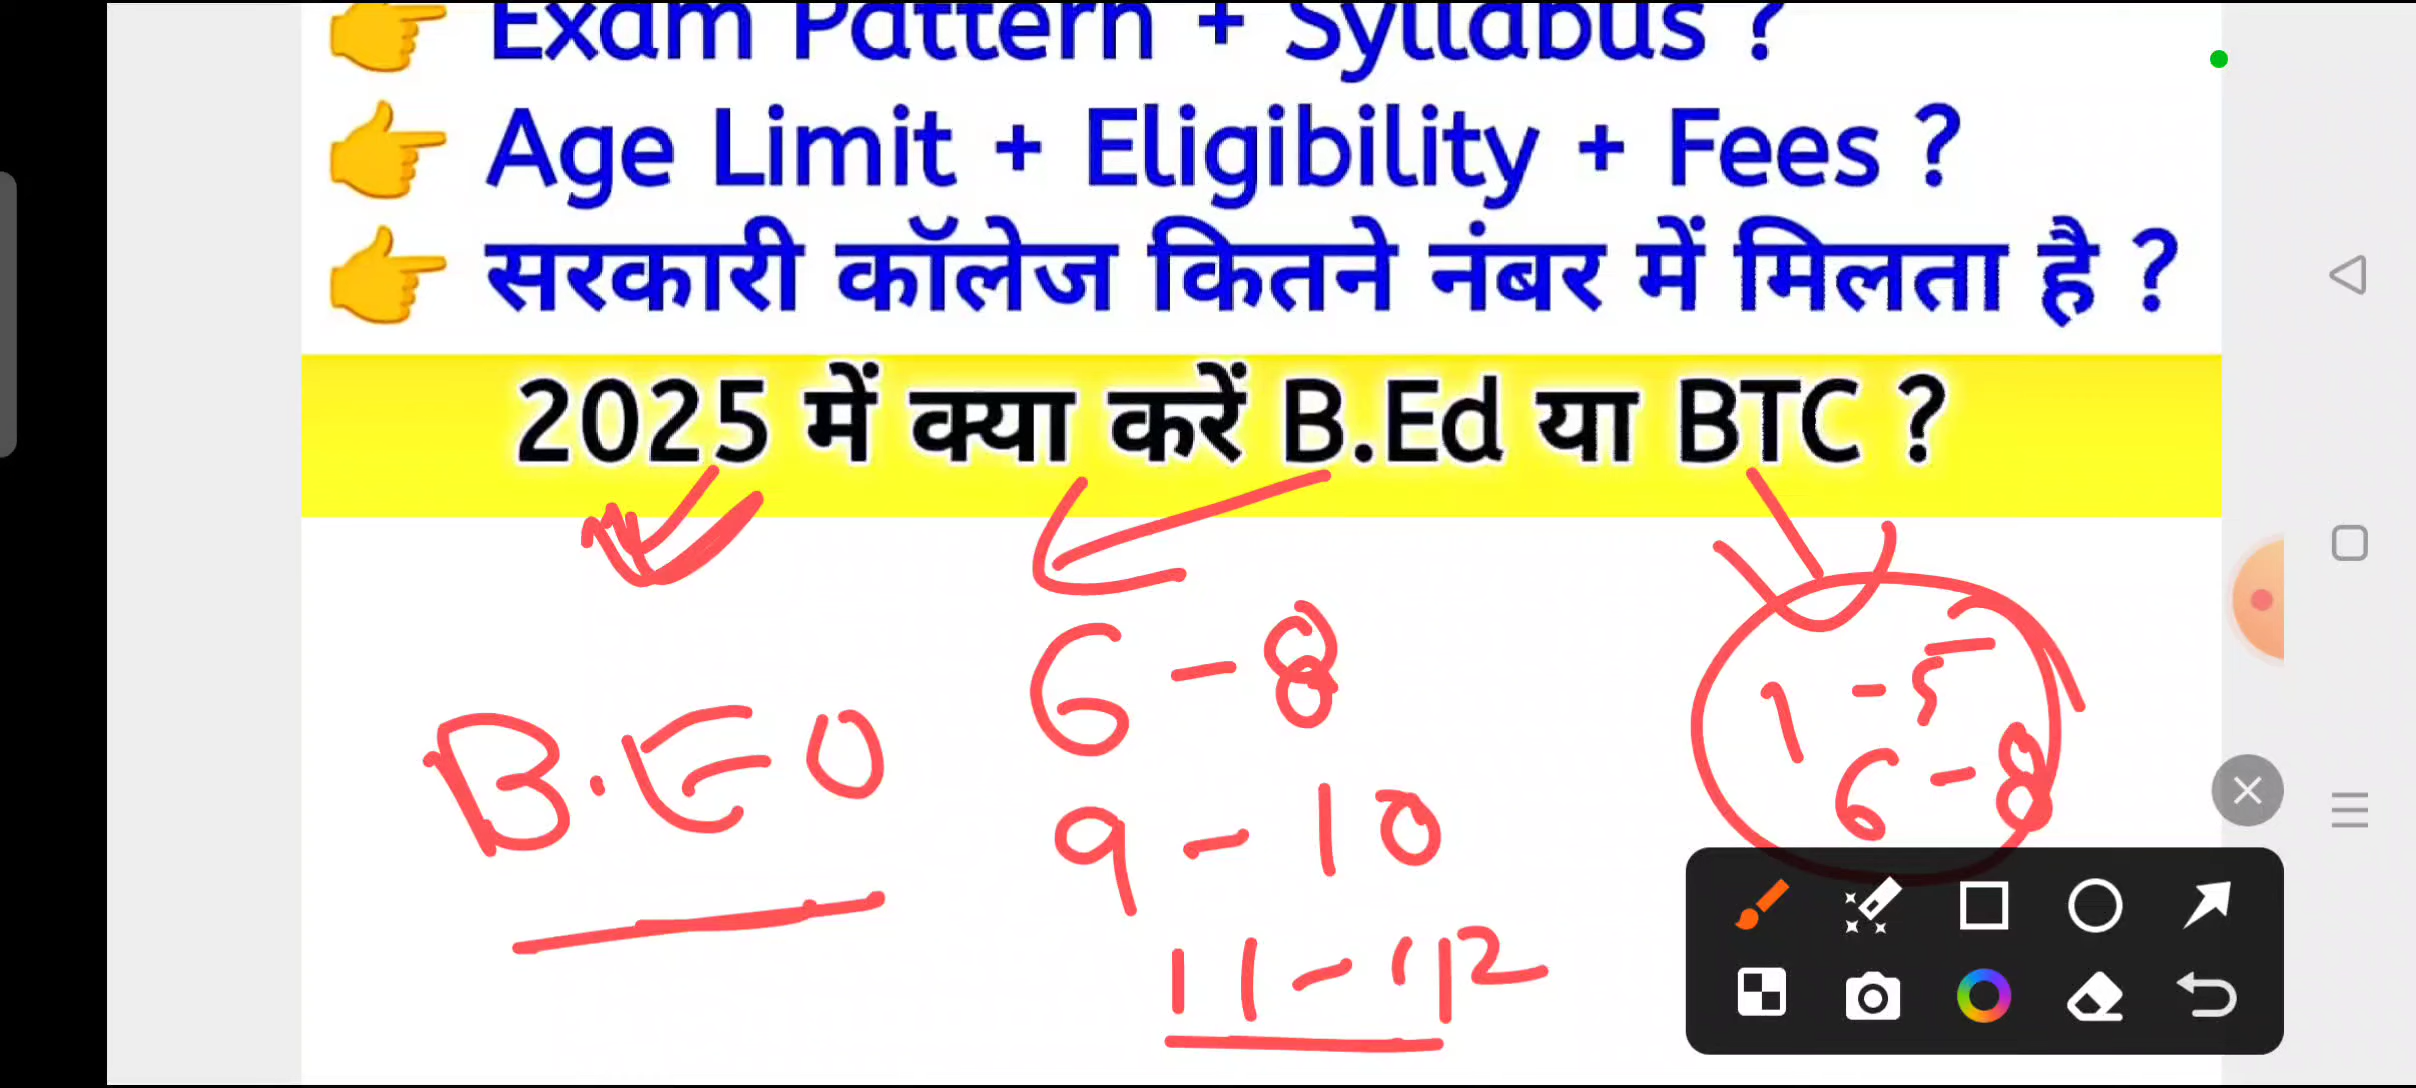 Exam Pattern + Syllabus ?
Age Limit + Eligibility + Fees ?
सरकारी कॉलेज कितने नंबर में मिलता है ?
2025 में क्या करें B.Ed या BTC ?
6 - 8
1 - 5
B.EO
6 - 8
9 - 10
11 - 12